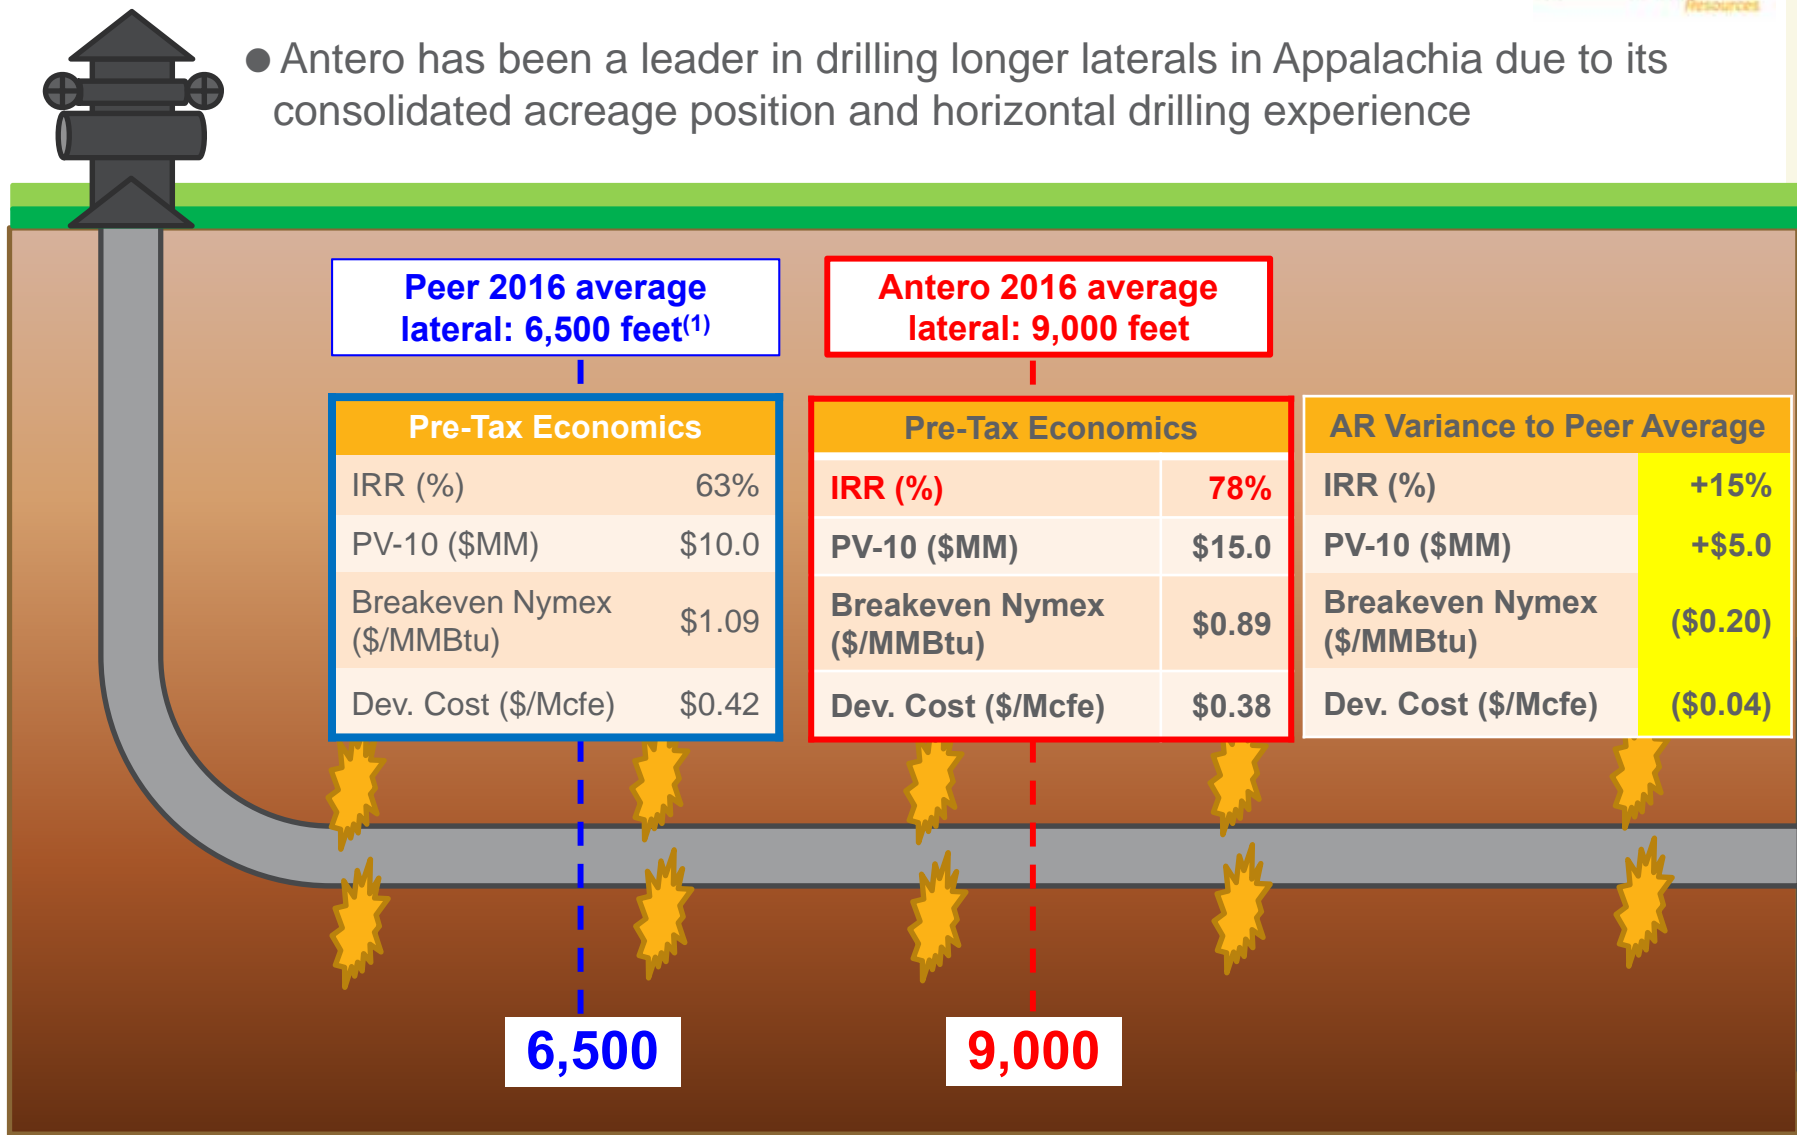 Resources
● Antero has been a leader in drilling longer laterals in Appalachia due to its
consolidated acreage position and horizontal drilling experience
Peer 2016 average
lateral: 6,500 feet(1)
Antero 2016 average
lateral: 9,000 feet
Pre-Tax Economics
IRR (%) 63%
PV-10 ($MM) $10.0
Breakeven Nymex
($/MMBtu) $1.09
Dev. Cost ($/Mcfe) $0.42
Pre-Tax Economics
IRR (%) 78%
PV-10 ($MM) $15.0
Breakeven Nymex
($/MMBtu) $0.89
Dev. Cost ($/Mcfe) $0.38
AR Variance to Peer Average
IRR (%) +15%
PV-10 ($MM) +$5.0
Breakeven Nymex
($/MMBtu) ($0.20)
Dev. Cost ($/Mcfe) ($0.04)
6,500
9,000